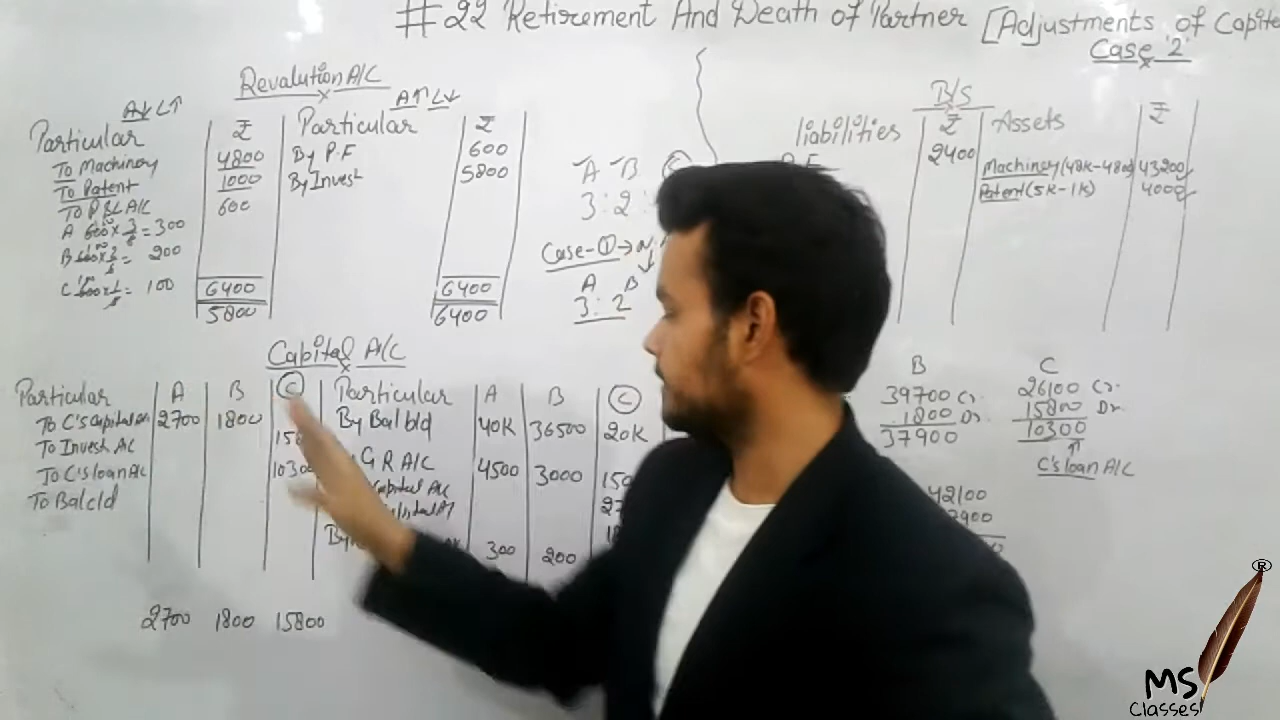 #22 Retirement And Death of Partner [Adjustments of Capita
Case '2'
Revalution A/C
A↓ L↑
A↑ L↓
Particular ₹ Particular ₹
To Machinery 4800 By P.F 600
To Patent 1000 By Invest 5800
To P&L A/C 600
A 600 x 3/6 = 300
B 600 x 2/6 = 200
C 600 x 1/6 = 100
6400 6400
5800 6400
A B C
3:2:
Case-① →
A B
3:2
B/S
liabilities ₹ Assets ₹
2400 Machinery (48K-4800) 43200
Patent (5K-1K) 4000
Capital A/C
Particular A B C Particular A B C
To C's Capital A/c 2700 1800 By Bal b/d 40K 36500 20K
To Invest AC
To C's loan A/C G R A/C 4500 3000
To Bal c/d
300 200
2700 1800 15800
B C
39700 Cr. 26100 Cr.
1800 Dr. 15800 Dr.
37900 10300
↑
C's loan A/C
42100
MS
Classes
®